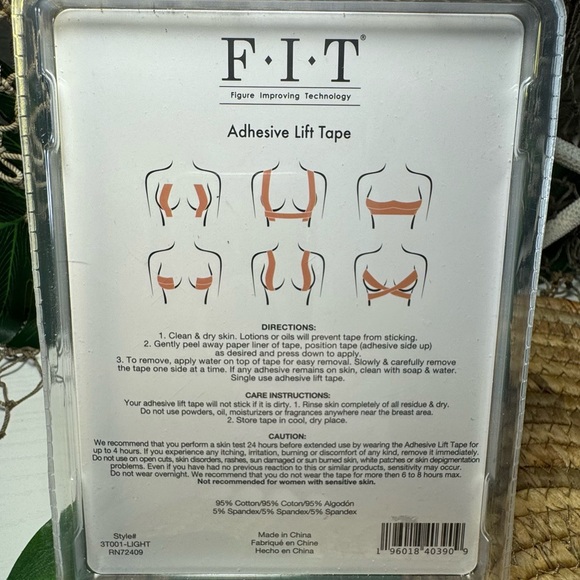 F·I·T®
Figure Improving Technology
Adhesive Lift Tape
DIRECTIONS:
1. Clean & dry skin. Lotions or oils will prevent tape from sticking.
2. Gently peel away paper liner of tape, position tape (adhesive side up)
as desired and press down to apply.
3. To remove, apply water on top of tape for easy removal. Slowly & carefully remove
the tape one side at a time. If any adhesive remains on skin, clean with soap & water.
Single use adhesive lift tape.
CARE INSTRUCTIONS:
Your adhesive lift tape will not stick if it is dirty. 1. Rinse skin completely of all residue & dry.
Do not use powders, oil, moisturizers or fragrances anywhere near the breast area.
2. Store tape in cool, dry place.
CAUTION:
We recommend that you perform a skin test 24 hours before extended use by wearing the Adhesive Lift Tape for
up to 4 hours. If you experience any itching, irritation, burning or discomfort of any kind, remove it immediately.
Do not use on open cuts, skin disorders, rashes, sun damaged or sun burned skin, white patches or skin depigmentation
problems. Even if you have had no previous reaction to this or similar products, sensitivity may occur.
Do not wear overnight. We recommend that you do not wear the tape for more then 6 to 8 hours max.
Not recommended for women with sensitive skin.
95% Cotton/95% Coton/95% Algodón
5% Spandex/5% Spandex/5% Spandex
Style#
3T001-LIGHT
RN72409
Made in China
Fabriqué en China
Hecho en China
1 96018 40390 9